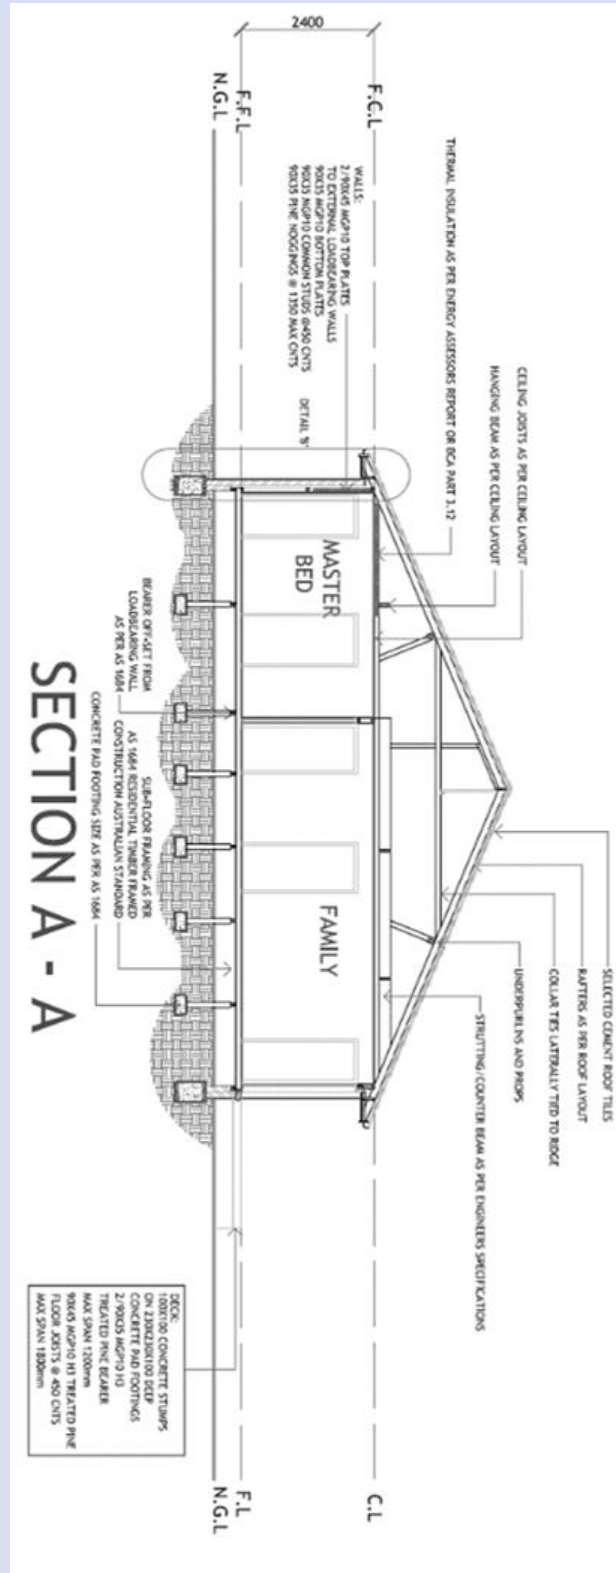 2400
N.G.L
F.F.L
F.C.L
SELECTED CEMENT ROOF TILES
RAFTERS AS PER ROOF LAYOUT
COLLAR TIES LATERALLY TIED TO RIDGE
UNDERPURLINS AND PROPS
STRUTTING/COUNTER BEAM AS PER ENGINEERS SPECIFICATIONS
CEILING JOISTS AS PER CEILING LAYOUT
HANGING BEAM AS PER CEILING LAYOUT
THERMAL INSULATION AS PER ENERGY ASSESSORS REPORT OR BCA PART 3.12
WALLS:
2/90X45 MGP10 TOP PLATES
TO EXTERNAL LOADBEARING WALLS
90X35 MGP10 BOTTOM PLATES
90X35 MGP10 COMMON STUDS @450 CNTS
90X35 PINE NOGGINGS @ 1350 MAX CNTS
DETAIL
MASTER
BED
FAMILY
BEARER OFF-SET FROM
LOADBEARING WALL
AS PER AS 1684
SUB-FLOOR FRAMING AS PER
AS 1684 RESIDENTIAL TIMBER FRAMED
CONSTRUCTION AUSTRALIAN STANDARD
CONCRETE PAD FOOTING SIZE AS PER AS 1684
SECTION A - A
DECK:
100X100 CONCRETE STUMPS
ON 230X230X100 DEEP
CONCRETE PAD FOOTINGS
2/90X35 MGP10 H3
TREATED PINE BEARER
MAX SPAN 1200mm
90X45 MGP10 H3 TREATED PINE
FLOOR JOISTS @ 450 CNTS
MAX SPAN 1800mm
C.L
F.L
N.G.L